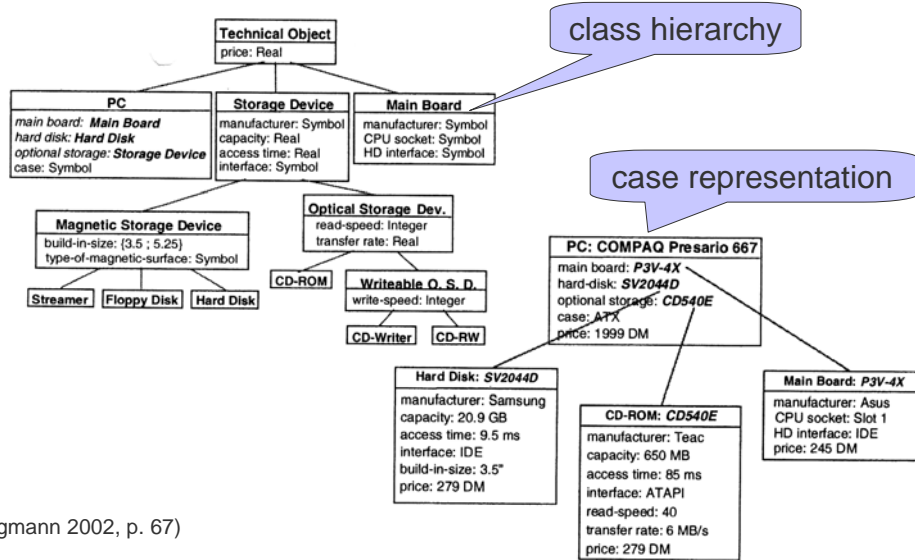 class hierarchy
Technical Object
price: Real
PC
main board: Main Board
hard disk: Hard Disk
optional storage: Storage Device
case: Symbol
Storage Device
manufacturer: Symbol
capacity: Real
access time: Real
interface: Symbol
Main Board
manufacturer: Symbol
CPU socket: Symbol
HD interface: Symbol
Magnetic Storage Device
build-in-size: {3.5 ; 5.25}
type-of-magnetic-surface: Symbol
Streamer
Floppy Disk
Hard Disk
Optical Storage Dev.
read-speed: Integer
transfer rate: Real
CD-ROM
Writeable O. S. D.
write-speed: Integer
CD-Writer
CD-RW
case representation
PC: COMPAQ Presario 667
main board: P3V-4X
hard-disk: SV2044D
optional storage: CD540E
case: ATX
price: 1999 DM
Hard Disk: SV2044D
manufacturer: Samsung
capacity: 20.9 GB
access time: 9.5 ms
interface: IDE
build-in-size: 3.5"
price: 279 DM
CD-ROM: CD540E
manufacturer: Teac
capacity: 650 MB
access time: 85 ms
interface: ATAPI
read-speed: 40
transfer rate: 6 MB/s
price: 279 DM
Main Board: P3V-4X
manufacturer: Asus
CPU socket: Slot 1
HD interface: IDE
price: 245 DM
gmann 2002, p. 67)